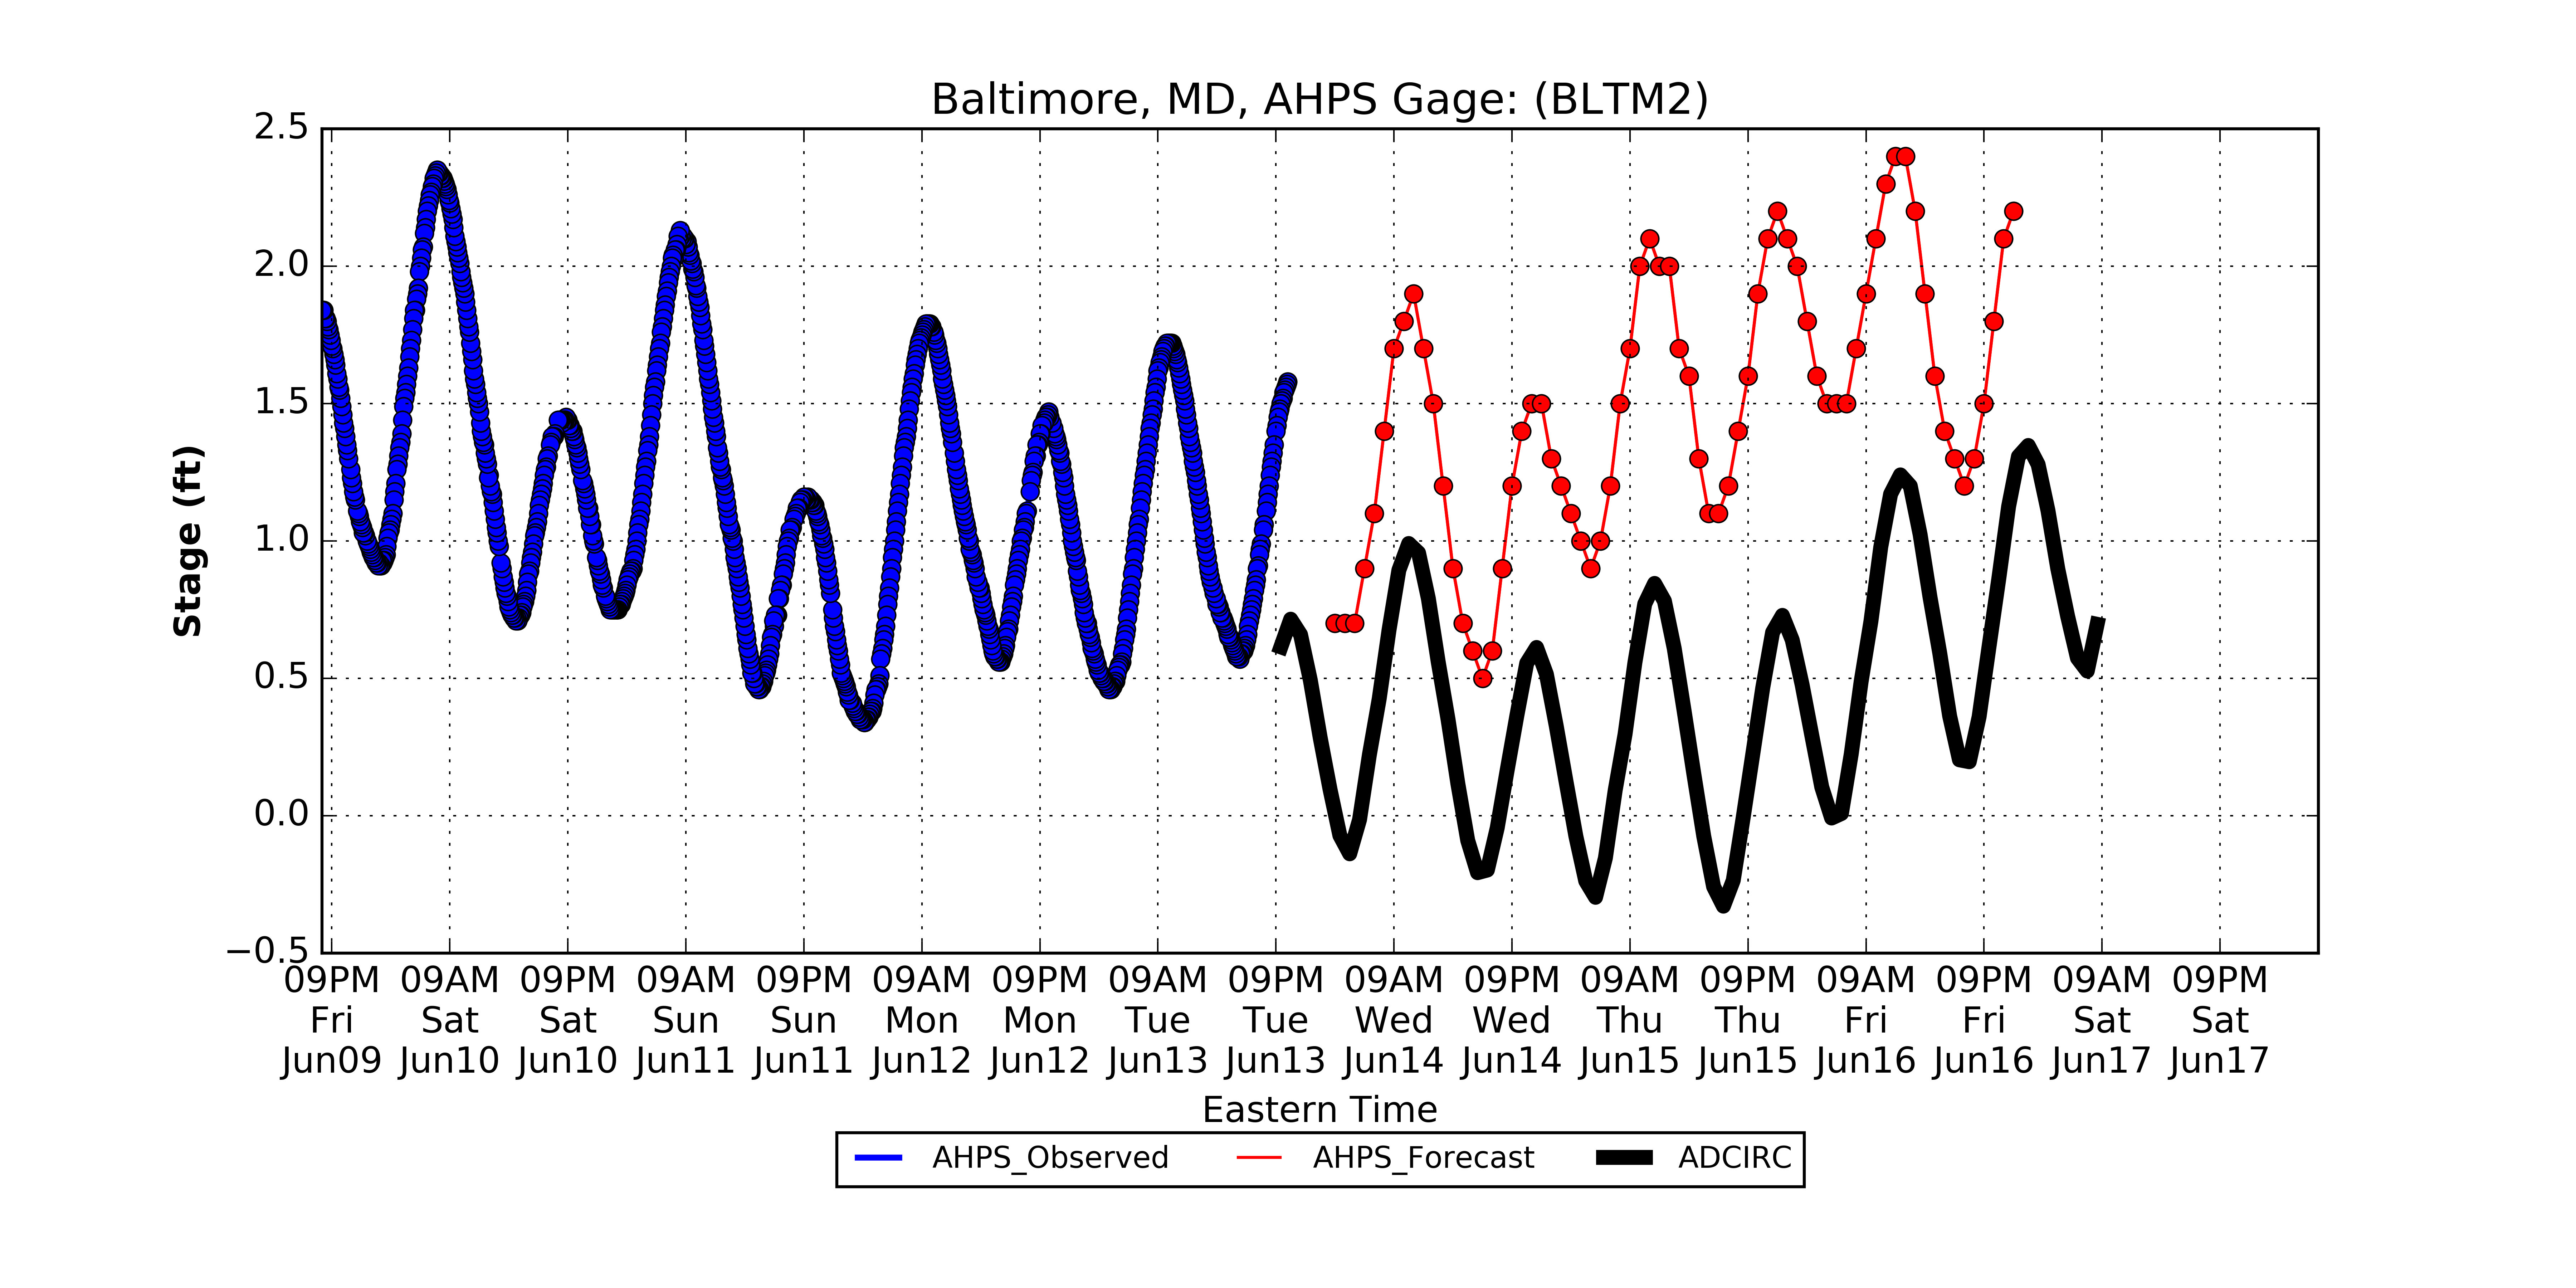 Baltimore, MD, AHPS Gage: (BLTM2)
2.5
2.0
1.5
1.0
0.5
0.0
−0.5
Stage (ft)
09PM 09AM 09PM 09AM 09PM 09AM 09PM 09AM 09PM 09AM 09PM 09AM 09PM 09AM 09PM 09AM 09PM
Fri Sat Sat Sun Sun Mon Mon Tue Tue Wed Wed Thu Thu Fri Fri Sat Sat
Jun09 Jun10 Jun10 Jun11 Jun11 Jun12 Jun12 Jun13 Jun13 Jun14 Jun14 Jun15 Jun15 Jun16 Jun16 Jun17 Jun17
Eastern Time
AHPS_Observed AHPS_Forecast ADCIRC